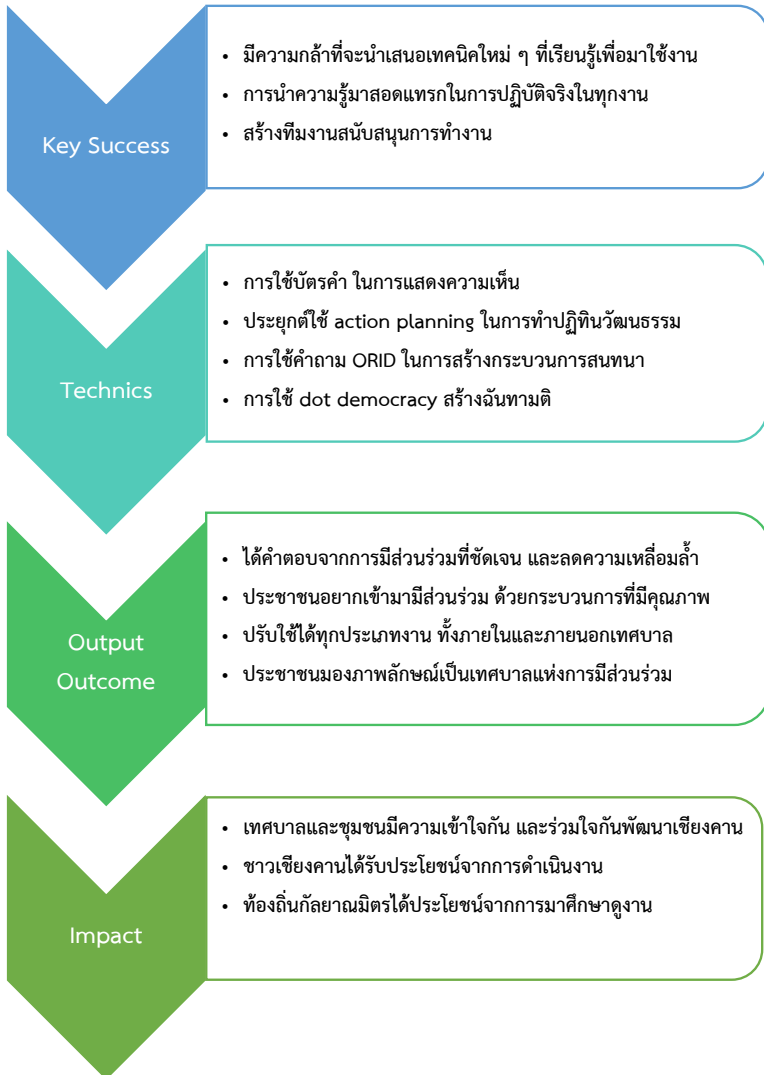 Key Success
• มีความกล้าที่จะนำเสนอเทคนิคใหม่ ๆ ที่เรียนรู้เพื่อมาใช้งาน
• การนำความรู้มาสอดแทรกในการปฏิบัติจริงในทุกงาน
• สร้างทีมงานสนับสนุนการทำงาน
Technics
• การใช้บัตรคำ ในการแสดงความเห็น
• ประยุกต์ใช้ action planning ในการทำปฏิทินวัฒนธรรม
• การใช้คำถาม ORID ในการสร้างกระบวนการสนทนา
• การใช้ dot democracy สร้างฉันทามติ
Output
Outcome
• ได้คำตอบจากการมีส่วนร่วมที่ชัดเจน และลดความเหลื่อมล้ำ
• ประชาชนอยากเข้ามามีส่วนร่วม ด้วยกระบวนการที่มีคุณภาพ
• ปรับใช้ได้ทุกประเภทงาน ทั้งภายในและภายนอกเทศบาล
• ประชาชนมองภาพลักษณ์เป็นเทศบาลแห่งการมีส่วนร่วม
Impact
• เทศบาลและชุมชนมีความเข้าใจกัน และร่วมใจกันพัฒนาเชียงคาน
• ชาวเชียงคานได้รับประโยชน์จากการดำเนินงาน
• ท้องถิ่นกัลยาณมิตรได้ประโยชน์จากการมาศึกษาดูงาน